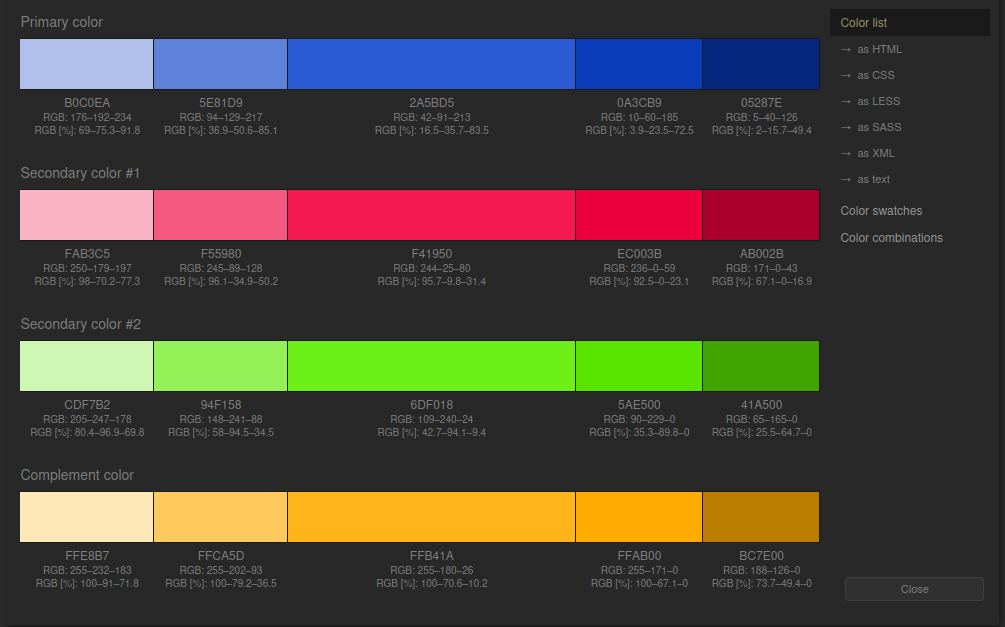 Primary color
B0C0EA 5E81D9 2A5BD5 0A3CB9 05287E
RGB: 176–192–234 RGB: 94–129–217 RGB: 42–91–213 RGB: 10–60–185 RGB: 5–40–126
RGB [%]: 69–75.3–91.8 RGB [%]: 36.9–50.6–85.1 RGB [%]: 16.5–35.7–83.5 RGB [%]: 3.9–23.5–72.5 RGB [%]: 2–15.7–49.4
Secondary color #1
FAB3C5 F55980 F41950 EC003B AB002B
RGB: 250–179–197 RGB: 245–89–128 RGB: 244–25–80 RGB: 236–0–59 RGB: 171–0–43
RGB [%]: 98–70.2–77.3 RGB [%]: 96.1–34.9–50.2 RGB [%]: 95.7–9.8–31.4 RGB [%]: 92.5–0–23.1 RGB [%]: 67.1–0–16.9
Secondary color #2
CDF7B2 94F158 6DF018 5AE500 41A500
RGB: 205–247–178 RGB: 148–241–88 RGB: 109–240–24 RGB: 90–229–0 RGB: 65–165–0
RGB [%]: 80.4–96.9–69.8 RGB [%]: 58–94.5–34.5 RGB [%]: 42.7–94.1–9.4 RGB [%]: 35.3–89.8–0 RGB [%]: 25.5–64.7–0
Complement color
FFE8B7 FFCA5D FFB41A FFAB00 BC7E00
RGB: 255–232–183 RGB: 255–202–93 RGB: 255–180–26 RGB: 255–171–0 RGB: 188–126–0
RGB [%]: 100–91–71.8 RGB [%]: 100–79.2–36.5 RGB [%]: 100–70.6–10.2 RGB [%]: 100–67.1–0 RGB [%]: 73.7–49.4–0
Color list
→ as HTML
→ as CSS
→ as LESS
→ as SASS
→ as XML
→ as text
Color swatches
Color combinations
Close